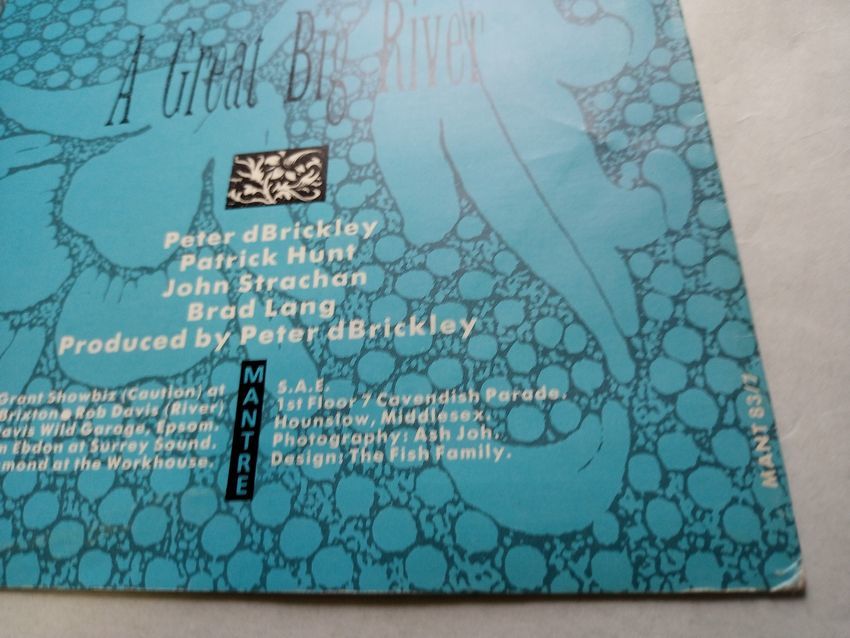 A Great Big River
Peter dBrickley
Patrick Hunt
John Strachan
Brad Lang
Produced by Peter dBrickley
Grant Showbiz (Caution) at
Brixton ● Rob Davis (River)
avis Wild Garage, Epsom.
n Ebdon at Surrey Sound.
mond at the Workhouse.
MANTRE
S.A.E.
1st Floor 7 Cavendish Parade.
Hounslow, Middlesex.
Photography: Ash Joh.
Design: The Fish Family.
MANT 83/7